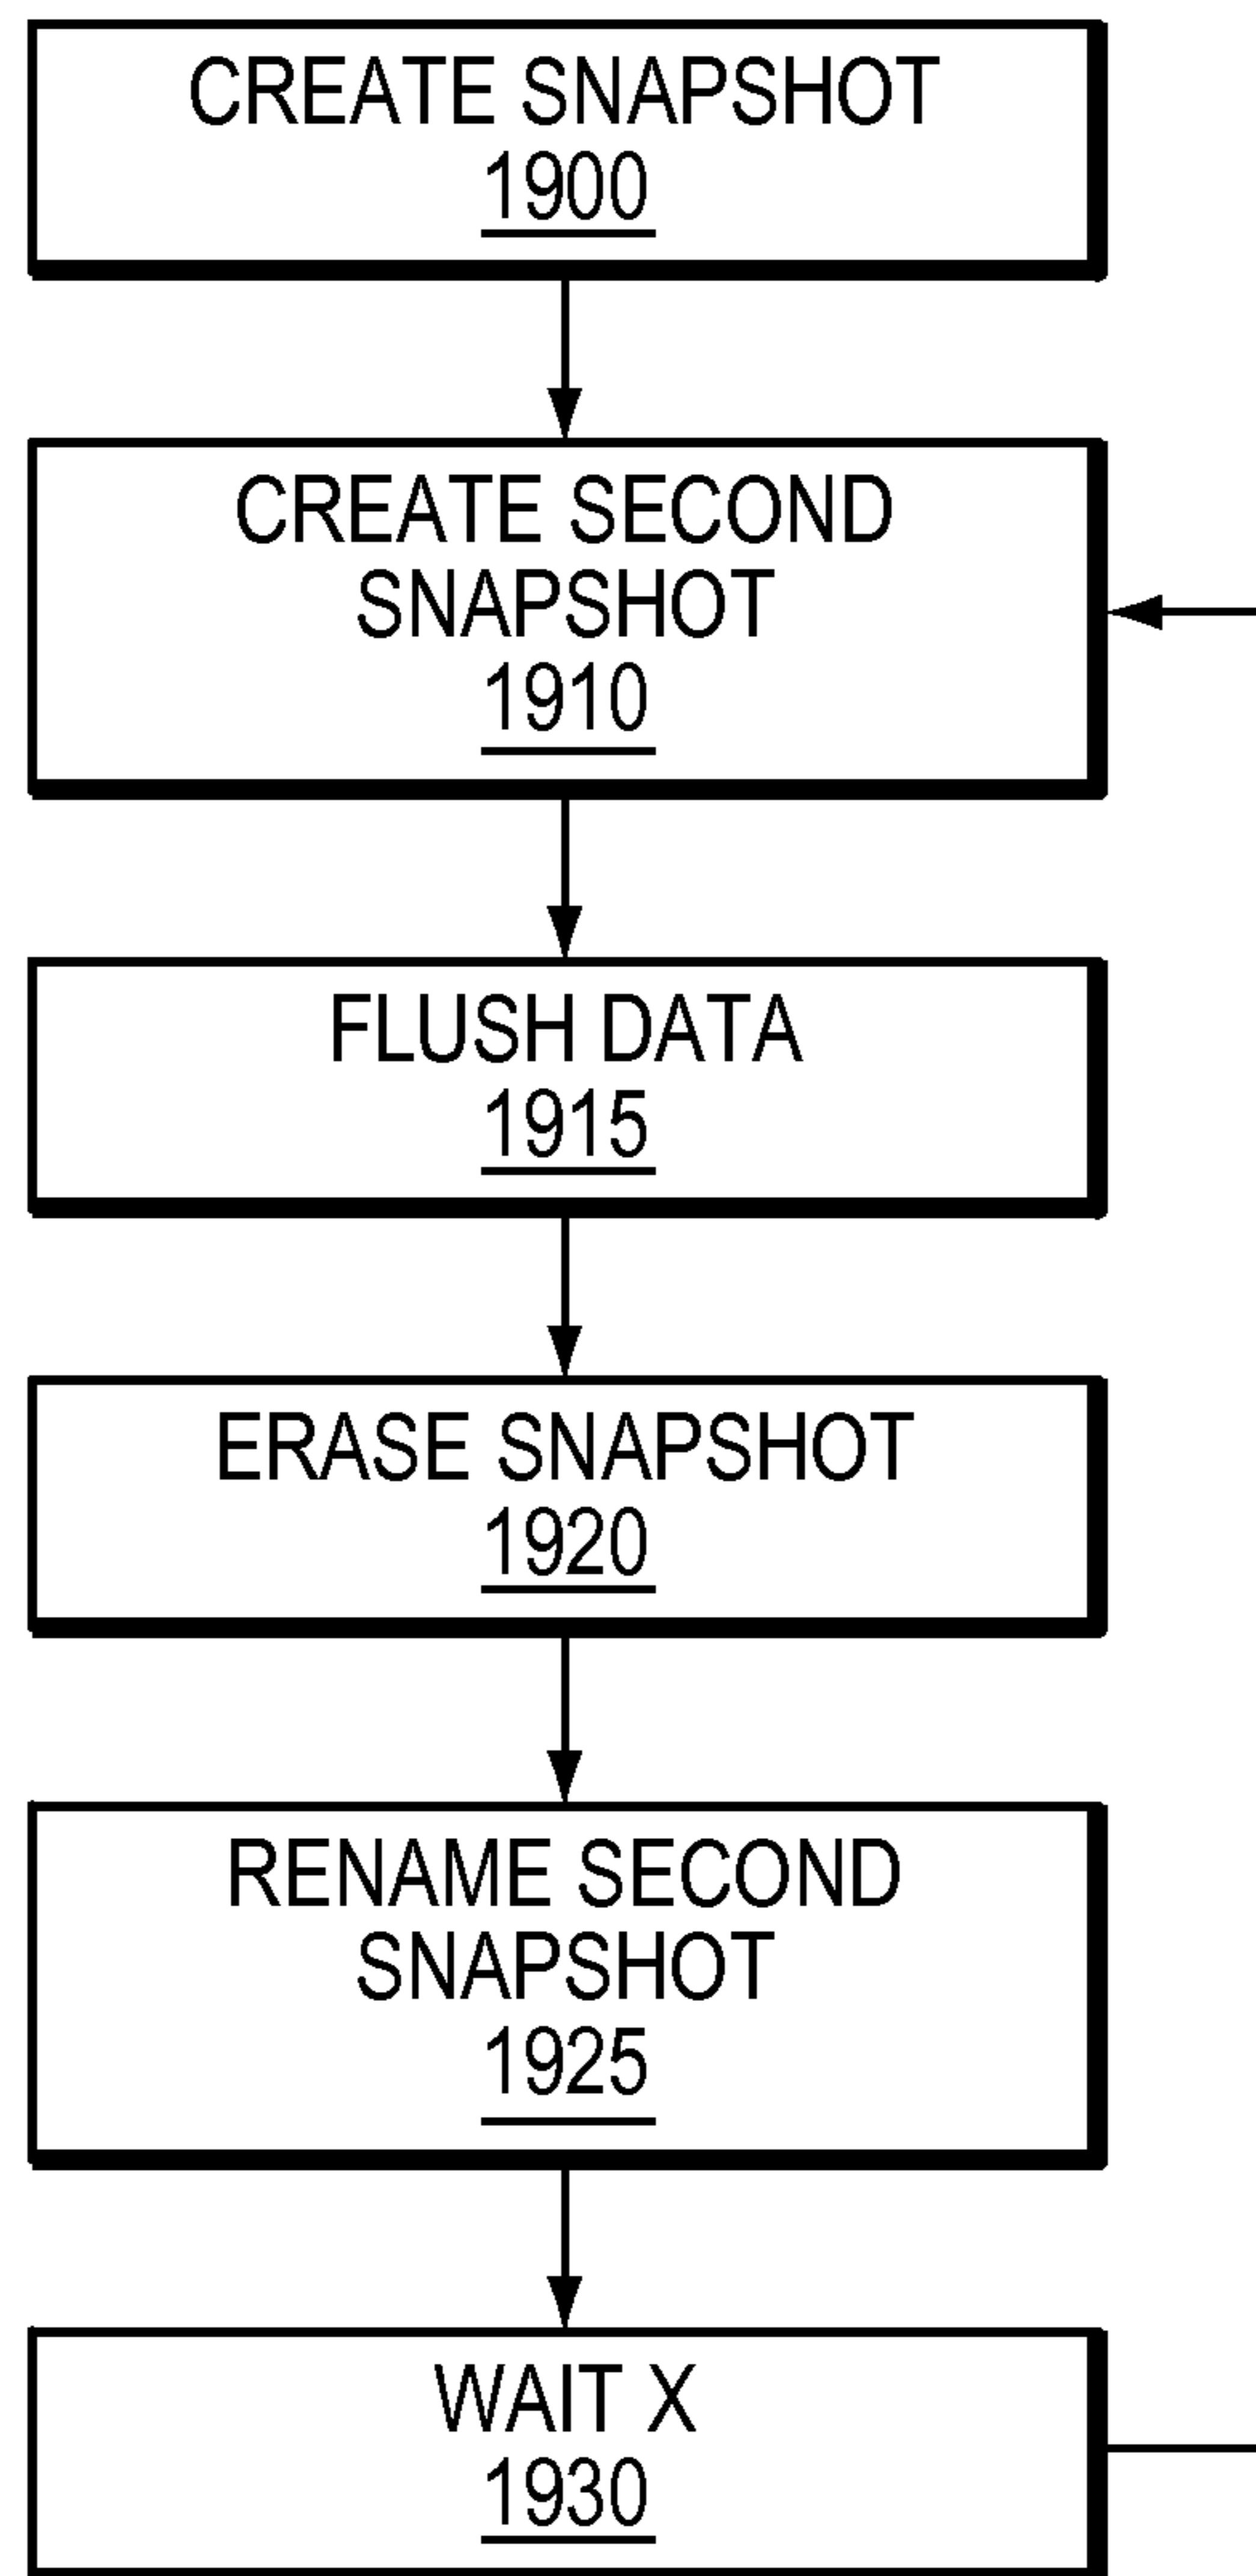 CREATE SNAPSHOT
1900
CREATE SECOND
SNAPSHOT
1910
FLUSH DATA
1915
ERASE SNAPSHOT
1920
RENAME SECOND
SNAPSHOT
1925
WAIT X
1930